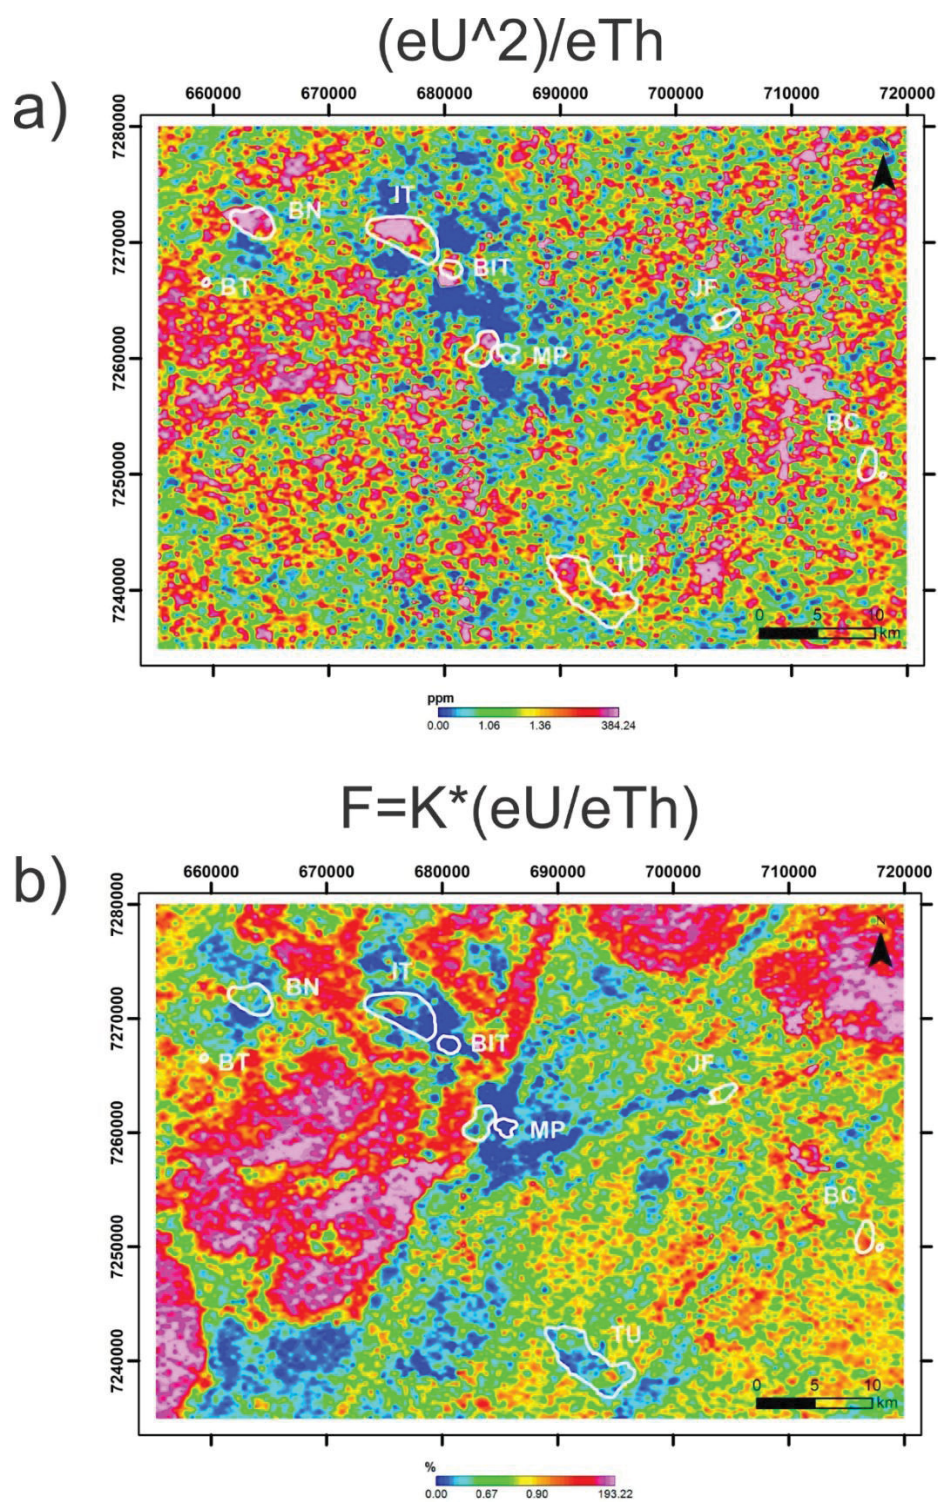 (eU^2)/eTh
a)
660000 670000 680000 690000 700000 710000 720000
7280000
7270000
7260000
7250000
7240000
N
JT
BN
BIT
BT
JF
MP
BC
TU
0 5 10
km
ppm
0.00 1.06 1.36 384.24
F=K*(eU/eTh)
b)
660000 670000 680000 690000 700000 710000 720000
7280000
7270000
7260000
7250000
7240000
N
JT
BN
BIT
BT
JF
MP
BC
TU
0 5 10
km
%
0.00 0.67 0.90 193.22